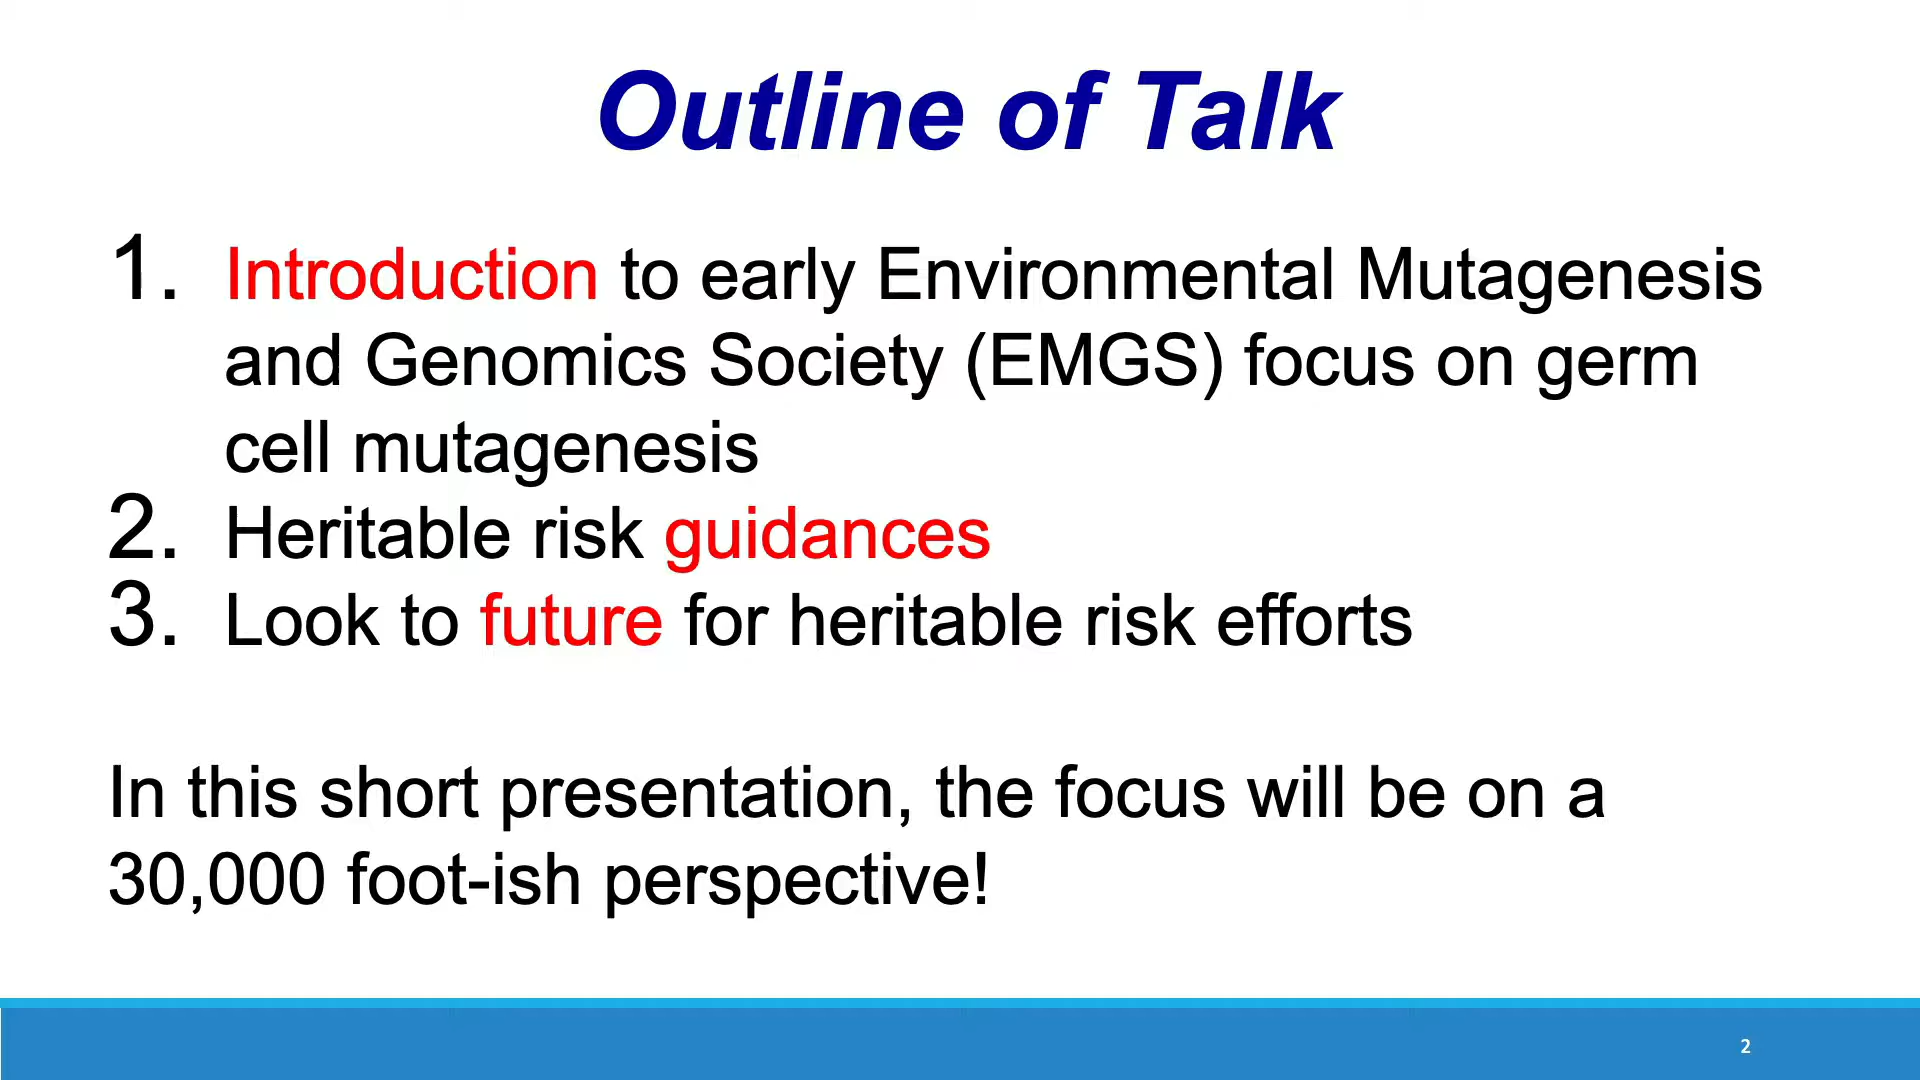 Outline of Talk
1. Introduction to early Environmental Mutagenesis
and Genomics Society (EMGS) focus on germ
cell mutagenesis
2. Heritable risk guidances
3. Look to future for heritable risk efforts
In this short presentation, the focus will be on a
30,000 foot-ish perspective!
2